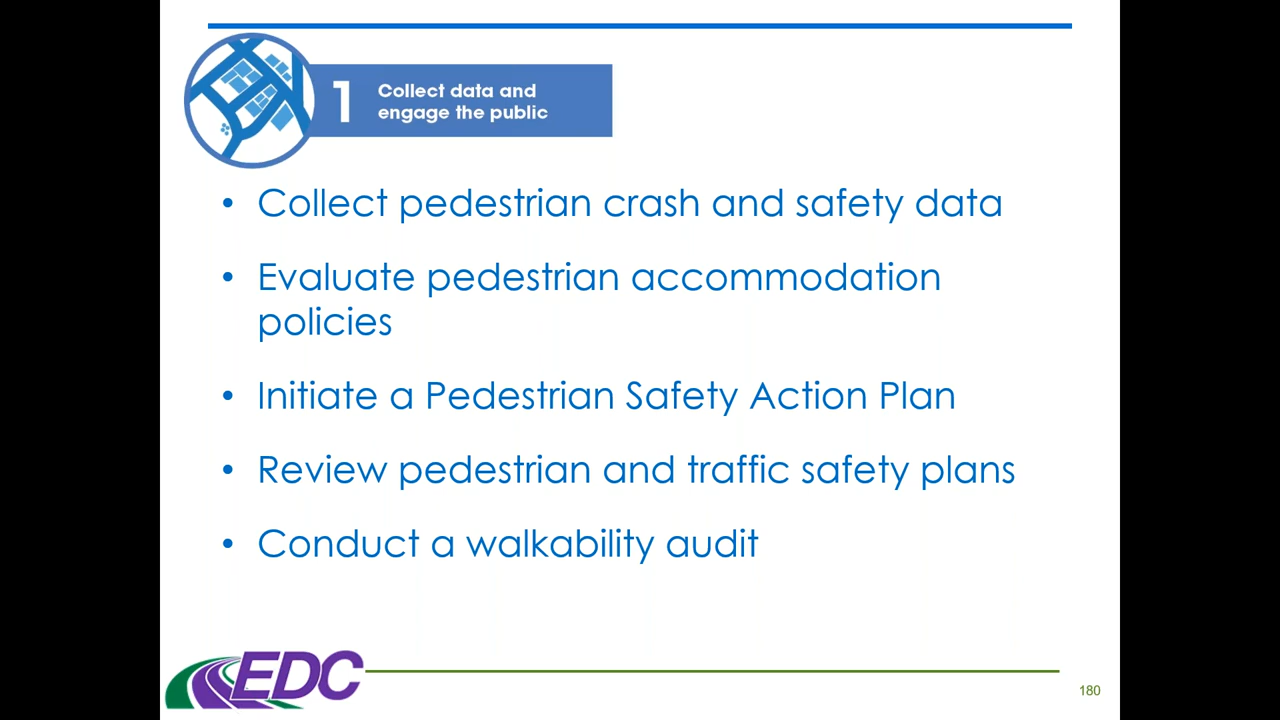 1
Collect data and
engage the public
• Collect pedestrian crash and safety data
• Evaluate pedestrian accommodation
policies
• Initiate a Pedestrian Safety Action Plan
• Review pedestrian and traffic safety plans
• Conduct a walkability audit
EDC
180